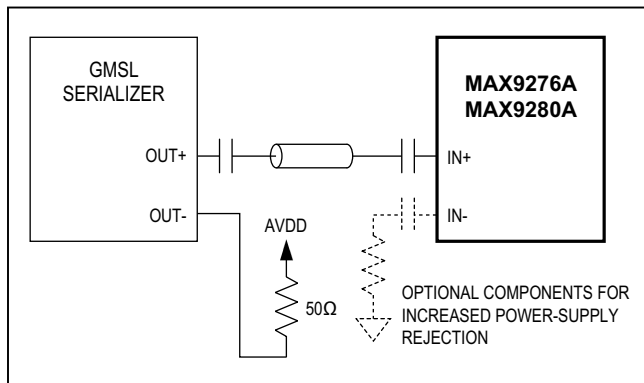 GMSL
SERIALIZER
MAX9276A
MAX9280A
OUT+
IN+
OUT-
IN-
AVDD
50Ω
OPTIONAL COMPONENTS FOR
INCREASED POWER-SUPPLY
REJECTION